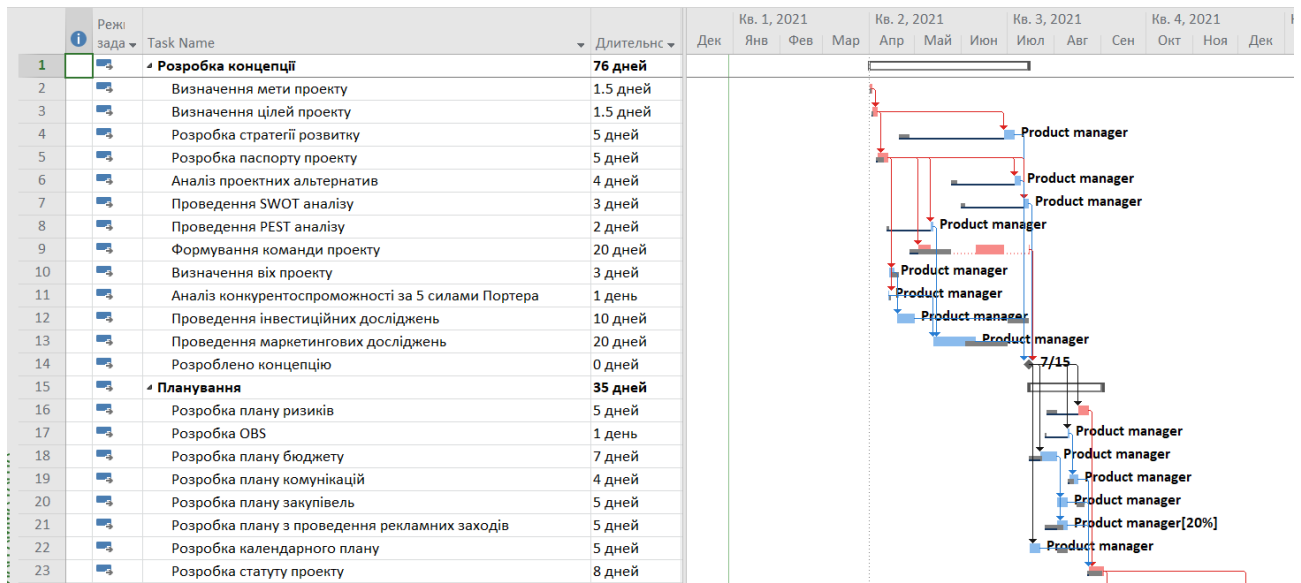 Режи
зада Task Name Длительнс
Кв. 1, 2021 Кв. 2, 2021 Кв. 3, 2021 Кв. 4, 2021
Дек Янв Фев Мар Апр Май Июн Июл Авг Сен Окт Ноя Дек
1 Розробка концепції 76 дней
2 Визначення мети проекту 1.5 дней
3 Визначення цілей проекту 1.5 дней
4 Розробка стратегії розвитку 5 дней Product manager
5 Розробка паспорту проекту 5 дней
6 Аналіз проектних альтернатив 4 дней Product manager
7 Проведення SWOT аналізу 3 дней Product manager
8 Проведення PEST аналізу 2 дней Product manager
9 Формування команди проекту 20 дней
10 Визначення віх проекту 3 дней Product manager
11 Аналіз конкурентоспроможності за 5 силами Портера 1 день Product manager
12 Проведення інвестиційних досліджень 10 дней Product manager
13 Проведення маркетингових досліджень 20 дней Product manager
14 Розроблено концепцію 0 дней 7/15
15 Планування 35 дней
16 Розробка плану ризиків 5 дней
17 Розробка OBS 1 день Product manager
18 Розробка плану бюджету 7 дней Product manager
19 Розробка плану комунікацій 4 дней Product manager
20 Розробка плану закупівель 5 дней Product manager
21 Розробка плану з проведення рекламних заходів 5 дней Product manager[20%]
22 Розробка календарного плану 5 дней Product manager
23 Розробка статуту проекту 8 дней